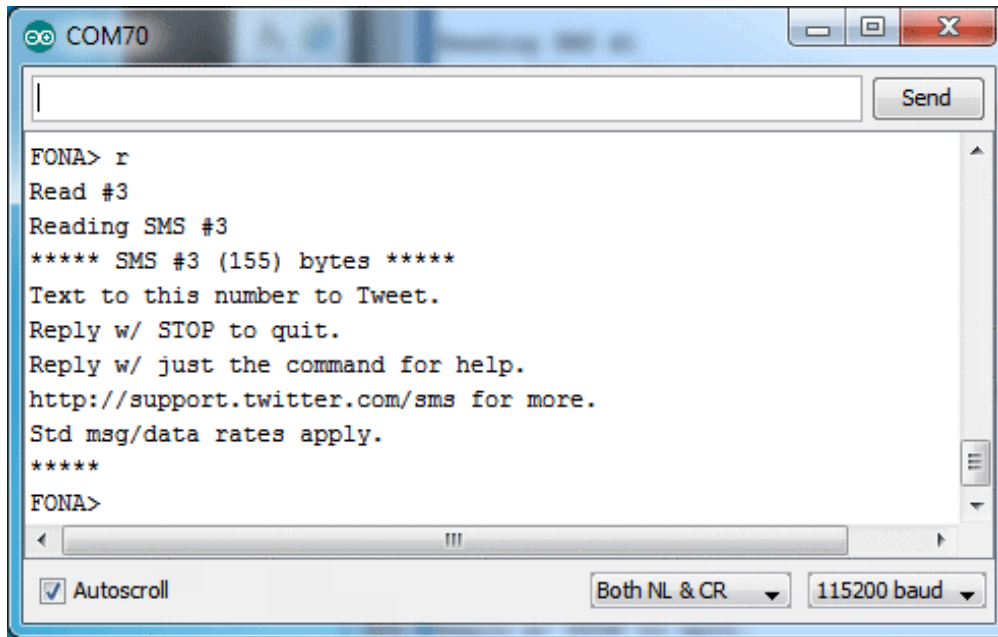 COM70
Send
FONA> r
Read #3
Reading SMS #3
***** SMS #3 (155) bytes *****
Text to this number to Tweet.
Reply w/ STOP to quit.
Reply w/ just the command for help.
http://support.twitter.com/sms for more.
Std msg/data rates apply.
*****
FONA>
Autoscroll
Both NL & CR
115200 baud